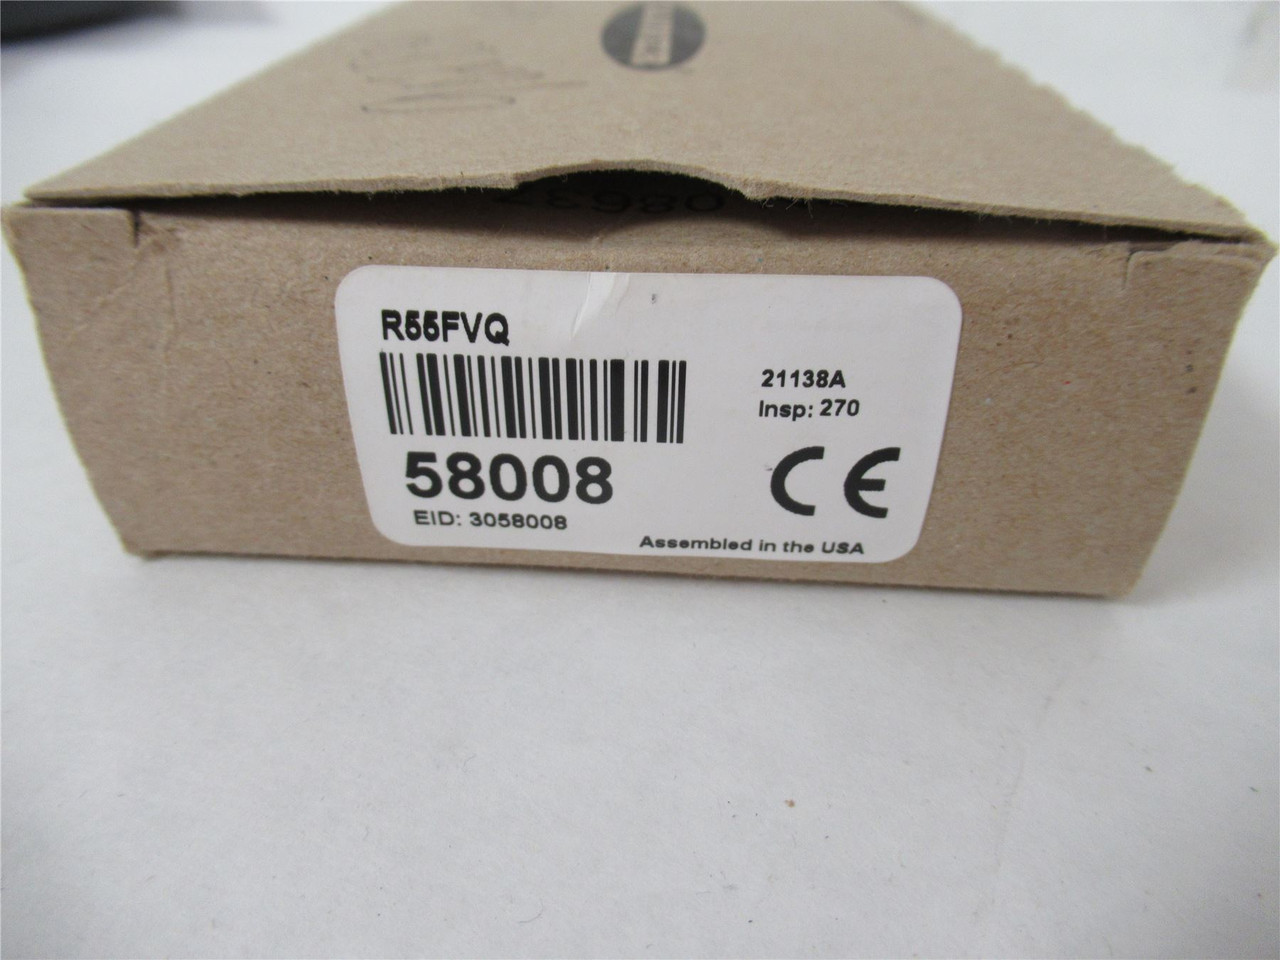 R55FVQ
21138A
Insp: 270
58008
EID: 3058008
CE
Assembled in the USA